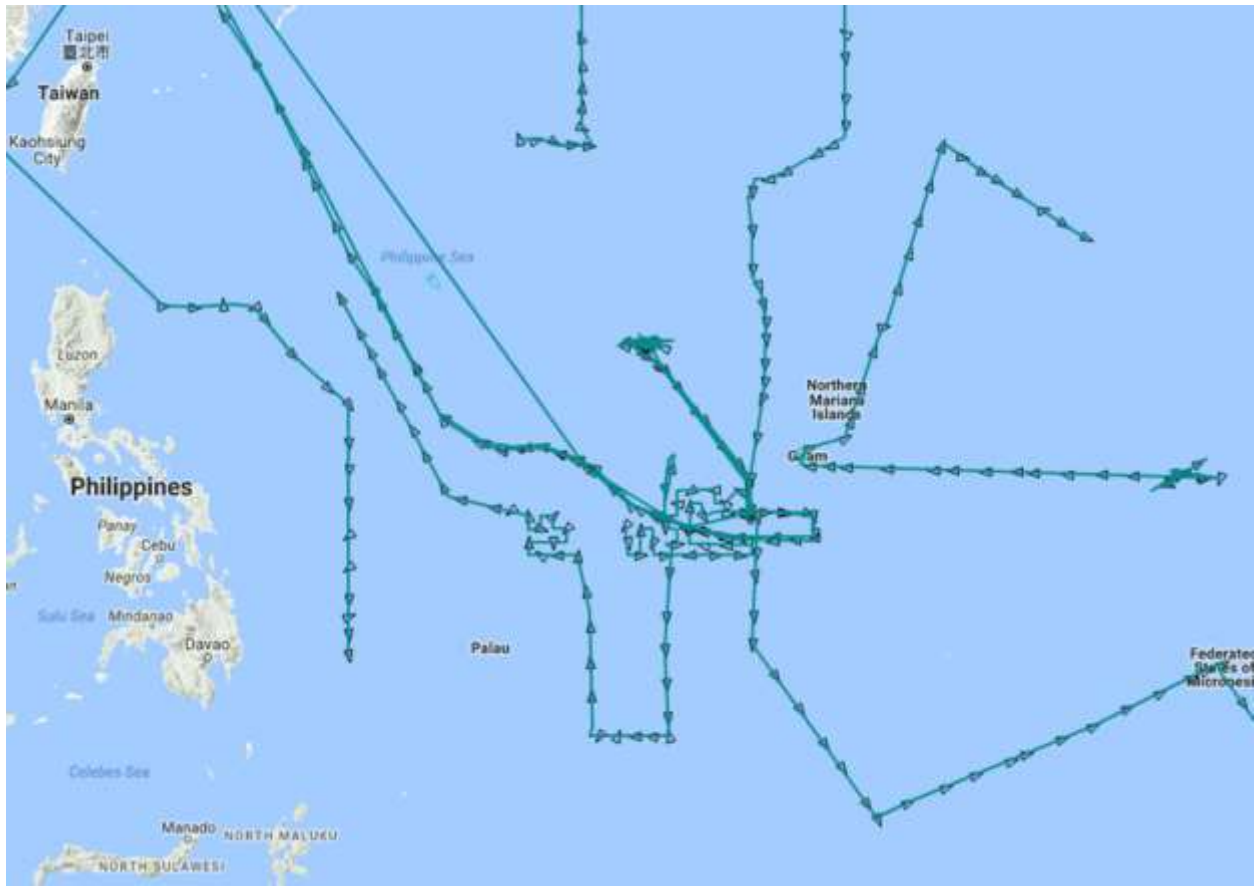 Taipei
臺北市
Taiwan
Kaohsiung
City
Philippine Sea
Luzon
Manila
Philippines
Northern
Mariana
Islands
Guam
Panay
Cebu
Negros
Sulu Sea
Mindanao
Davao
Palau
Federated
States of
Micronesi
Celebes Sea
Manado
NORTH MALUKU
NORTH SULAWESI